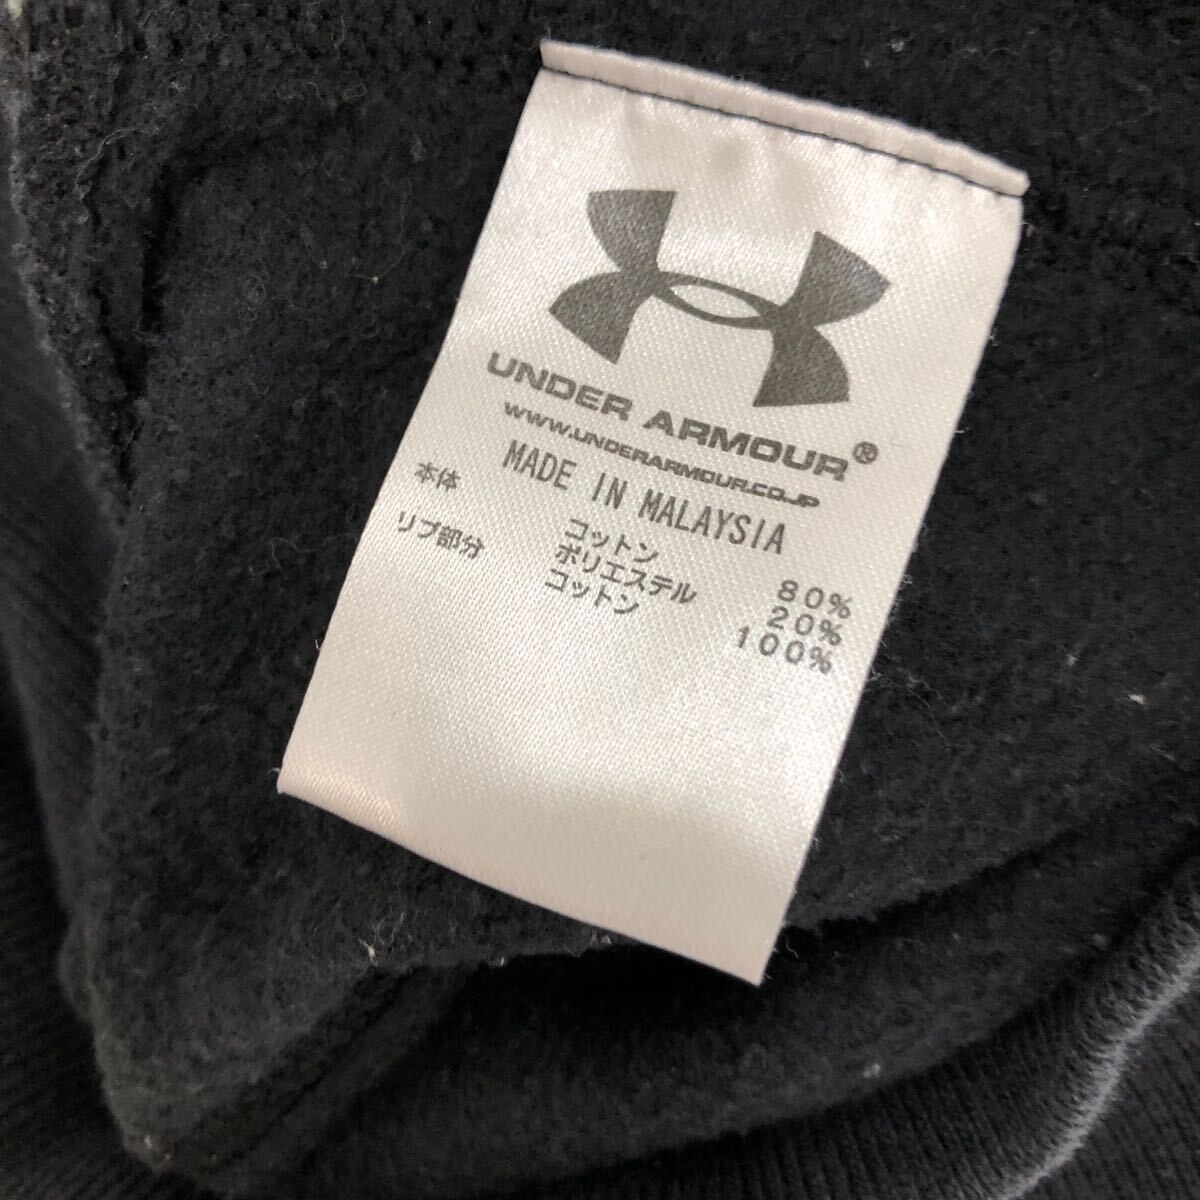 UNDER ARMOUR®
WWW.UNDERARMOUR.CO.JP
MADE IN MALAYSIA
本体 コットン 80%
ポリエステル 20%
リブ部分 コットン 100%